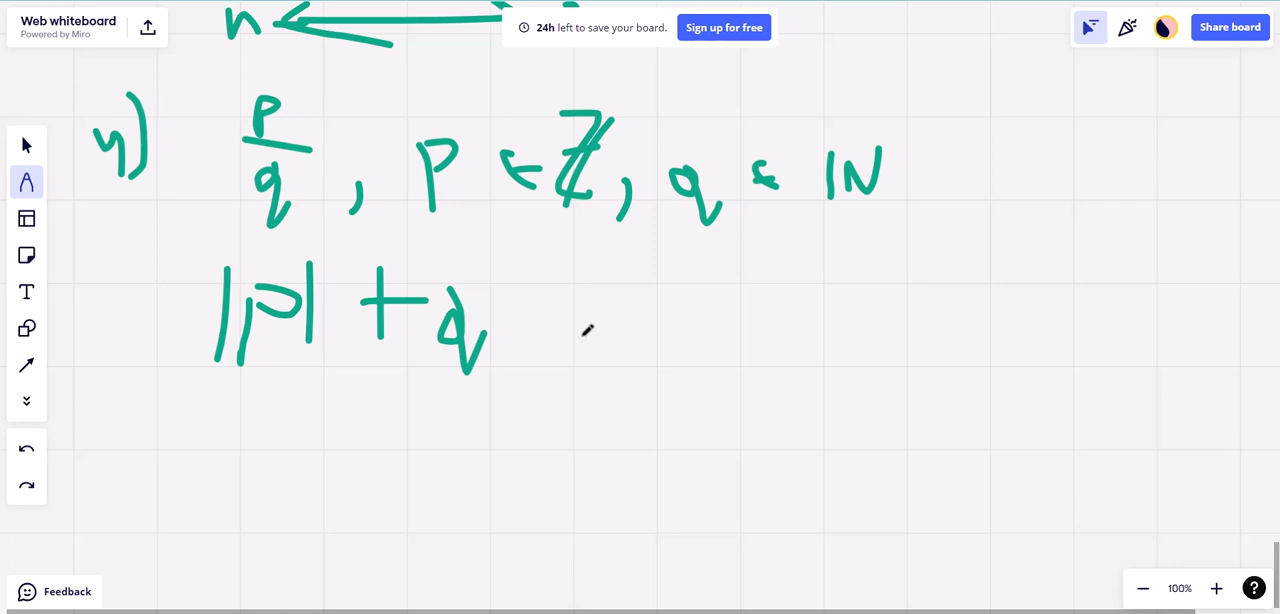 Web whiteboard
Powered by Miro
24h left to save your board.
Sign up for free
Share board
n
4) p/q, p ∈ ℤ, q ∈ ℕ
|p| + q
T
Feedback
− 100% + ?